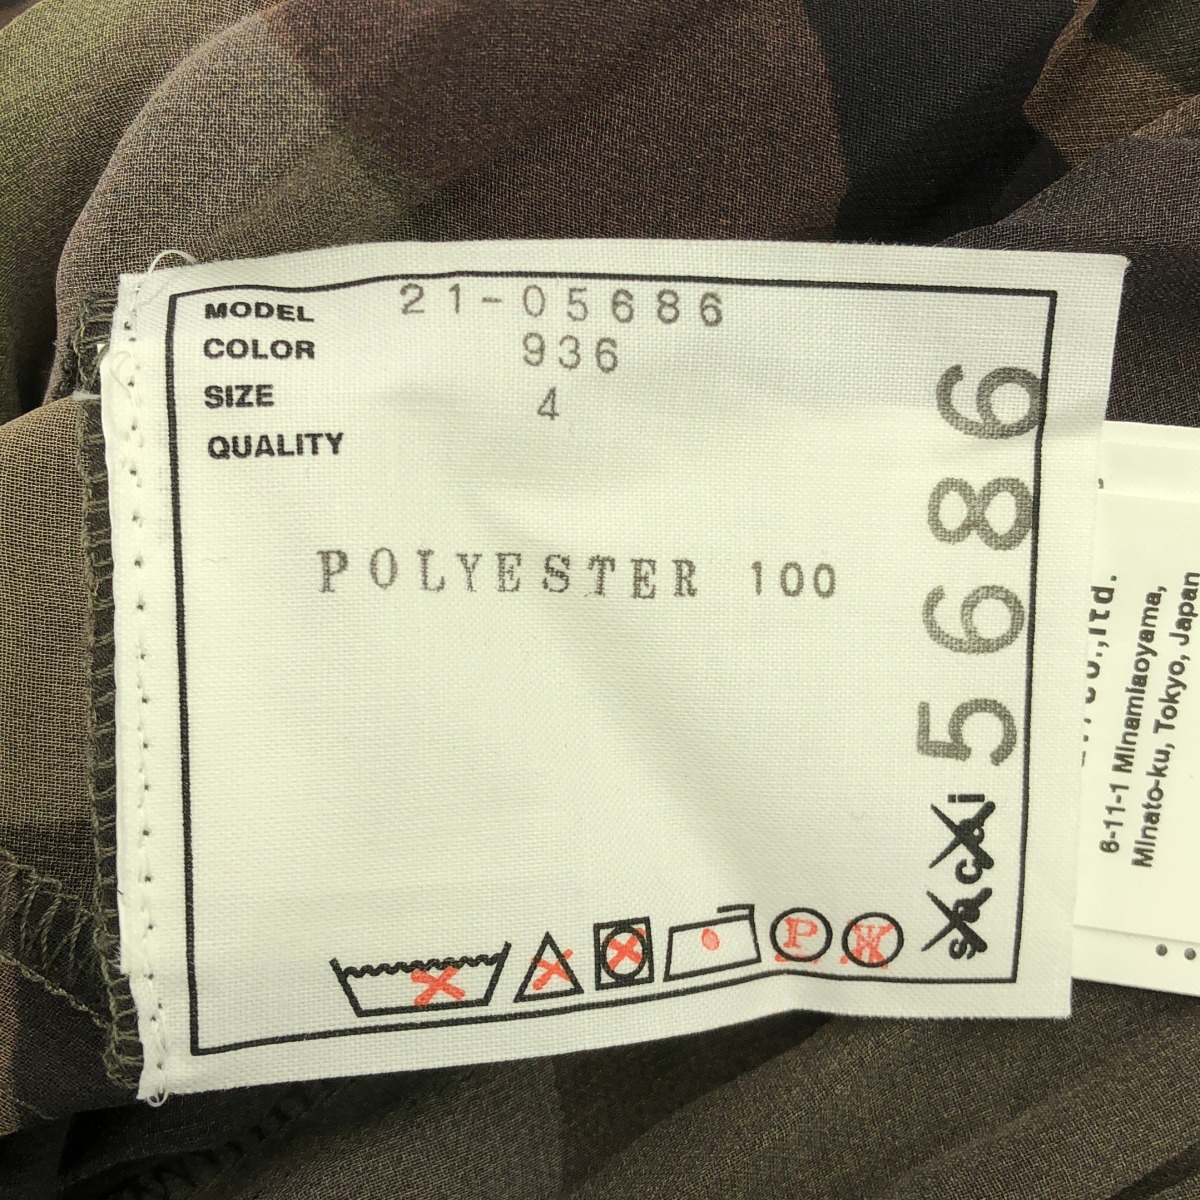 MODEL 21-05686
COLOR 936
SIZE 4
QUALITY
POLYESTER 100
P
W
sacai 5686
,ltd.
6-11-1 Minamiaoyama,
Minato-ku, Tokyo, Japan